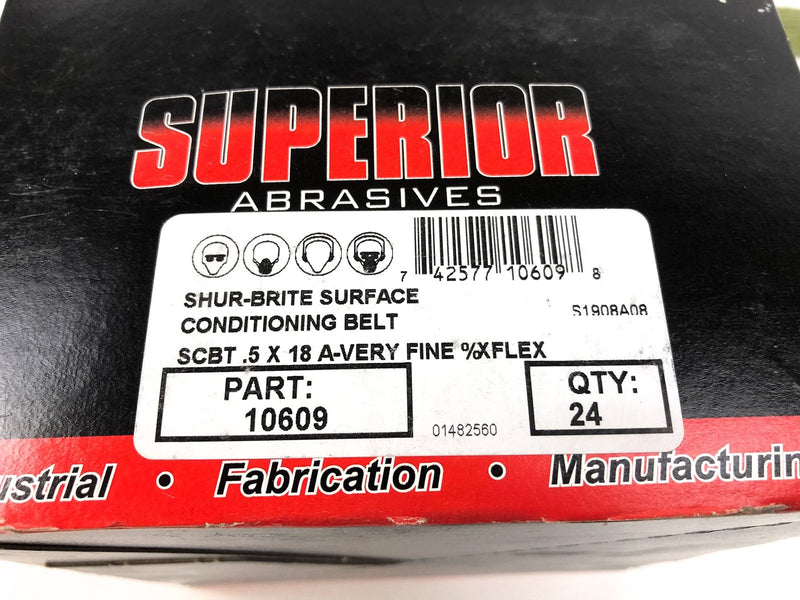 SUPERIOR
ABRASIVES
7 42577 10609 8
SHUR-BRITE SURFACE
CONDITIONING BELT
S1908A08
SCBT .5 X 18 A-VERY FINE %XFLEX
PART:
10609
01482560
QTY:
24
ustrial • Fabrication • Manufacturin